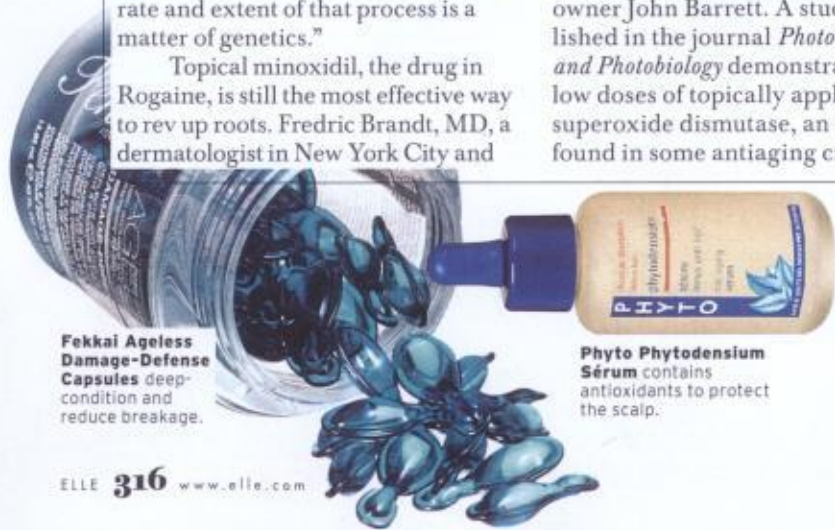 rate and extent of that process is a
matter of genetics.”
Topical minoxidil, the drug in
Rogaine, is still the most effective way
to rev up roots. Fredric Brandt, MD, a
dermatologist in New York City and
owner John Barrett. A stud
lished in the journal Photo
and Photobiology demonstra
low doses of topically appl
superoxide dismutase, an
found in some antiaging c
Fekkai Ageless
Damage-Defense
Capsules deep-
condition and
reduce breakage.
phytodensium
PHYTO
Phyto Phytodensium
Sérum contains
antioxidants to protect
the scalp.
ELLE 316 www.elle.com